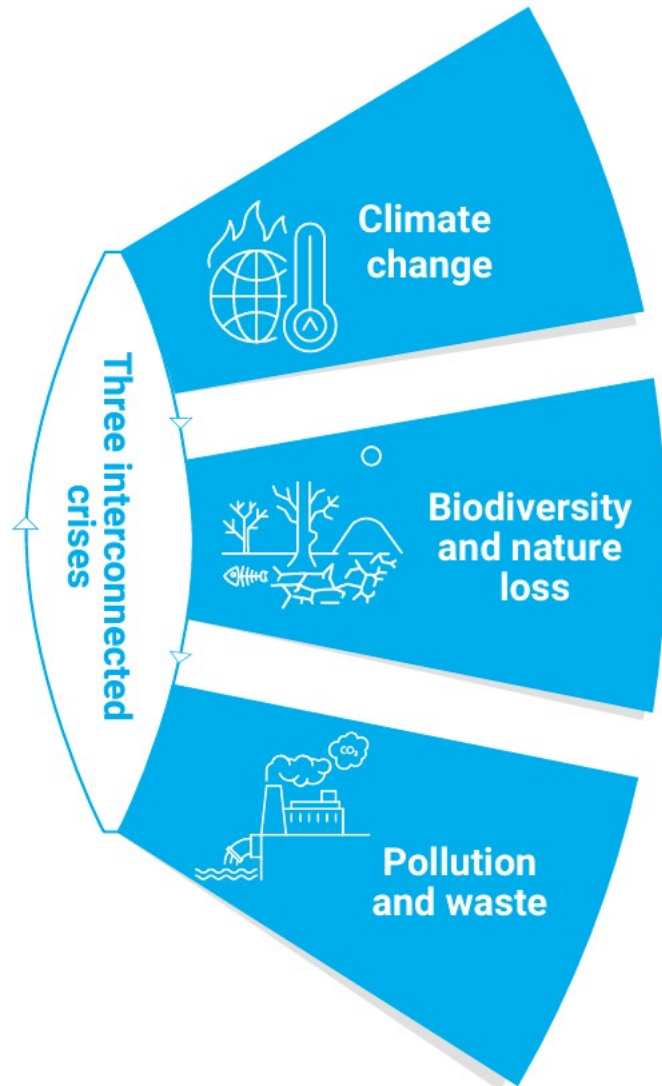 Three interconnected
crises
Climate
change
Biodiversity
and nature
loss
CO₂
Pollution
and waste